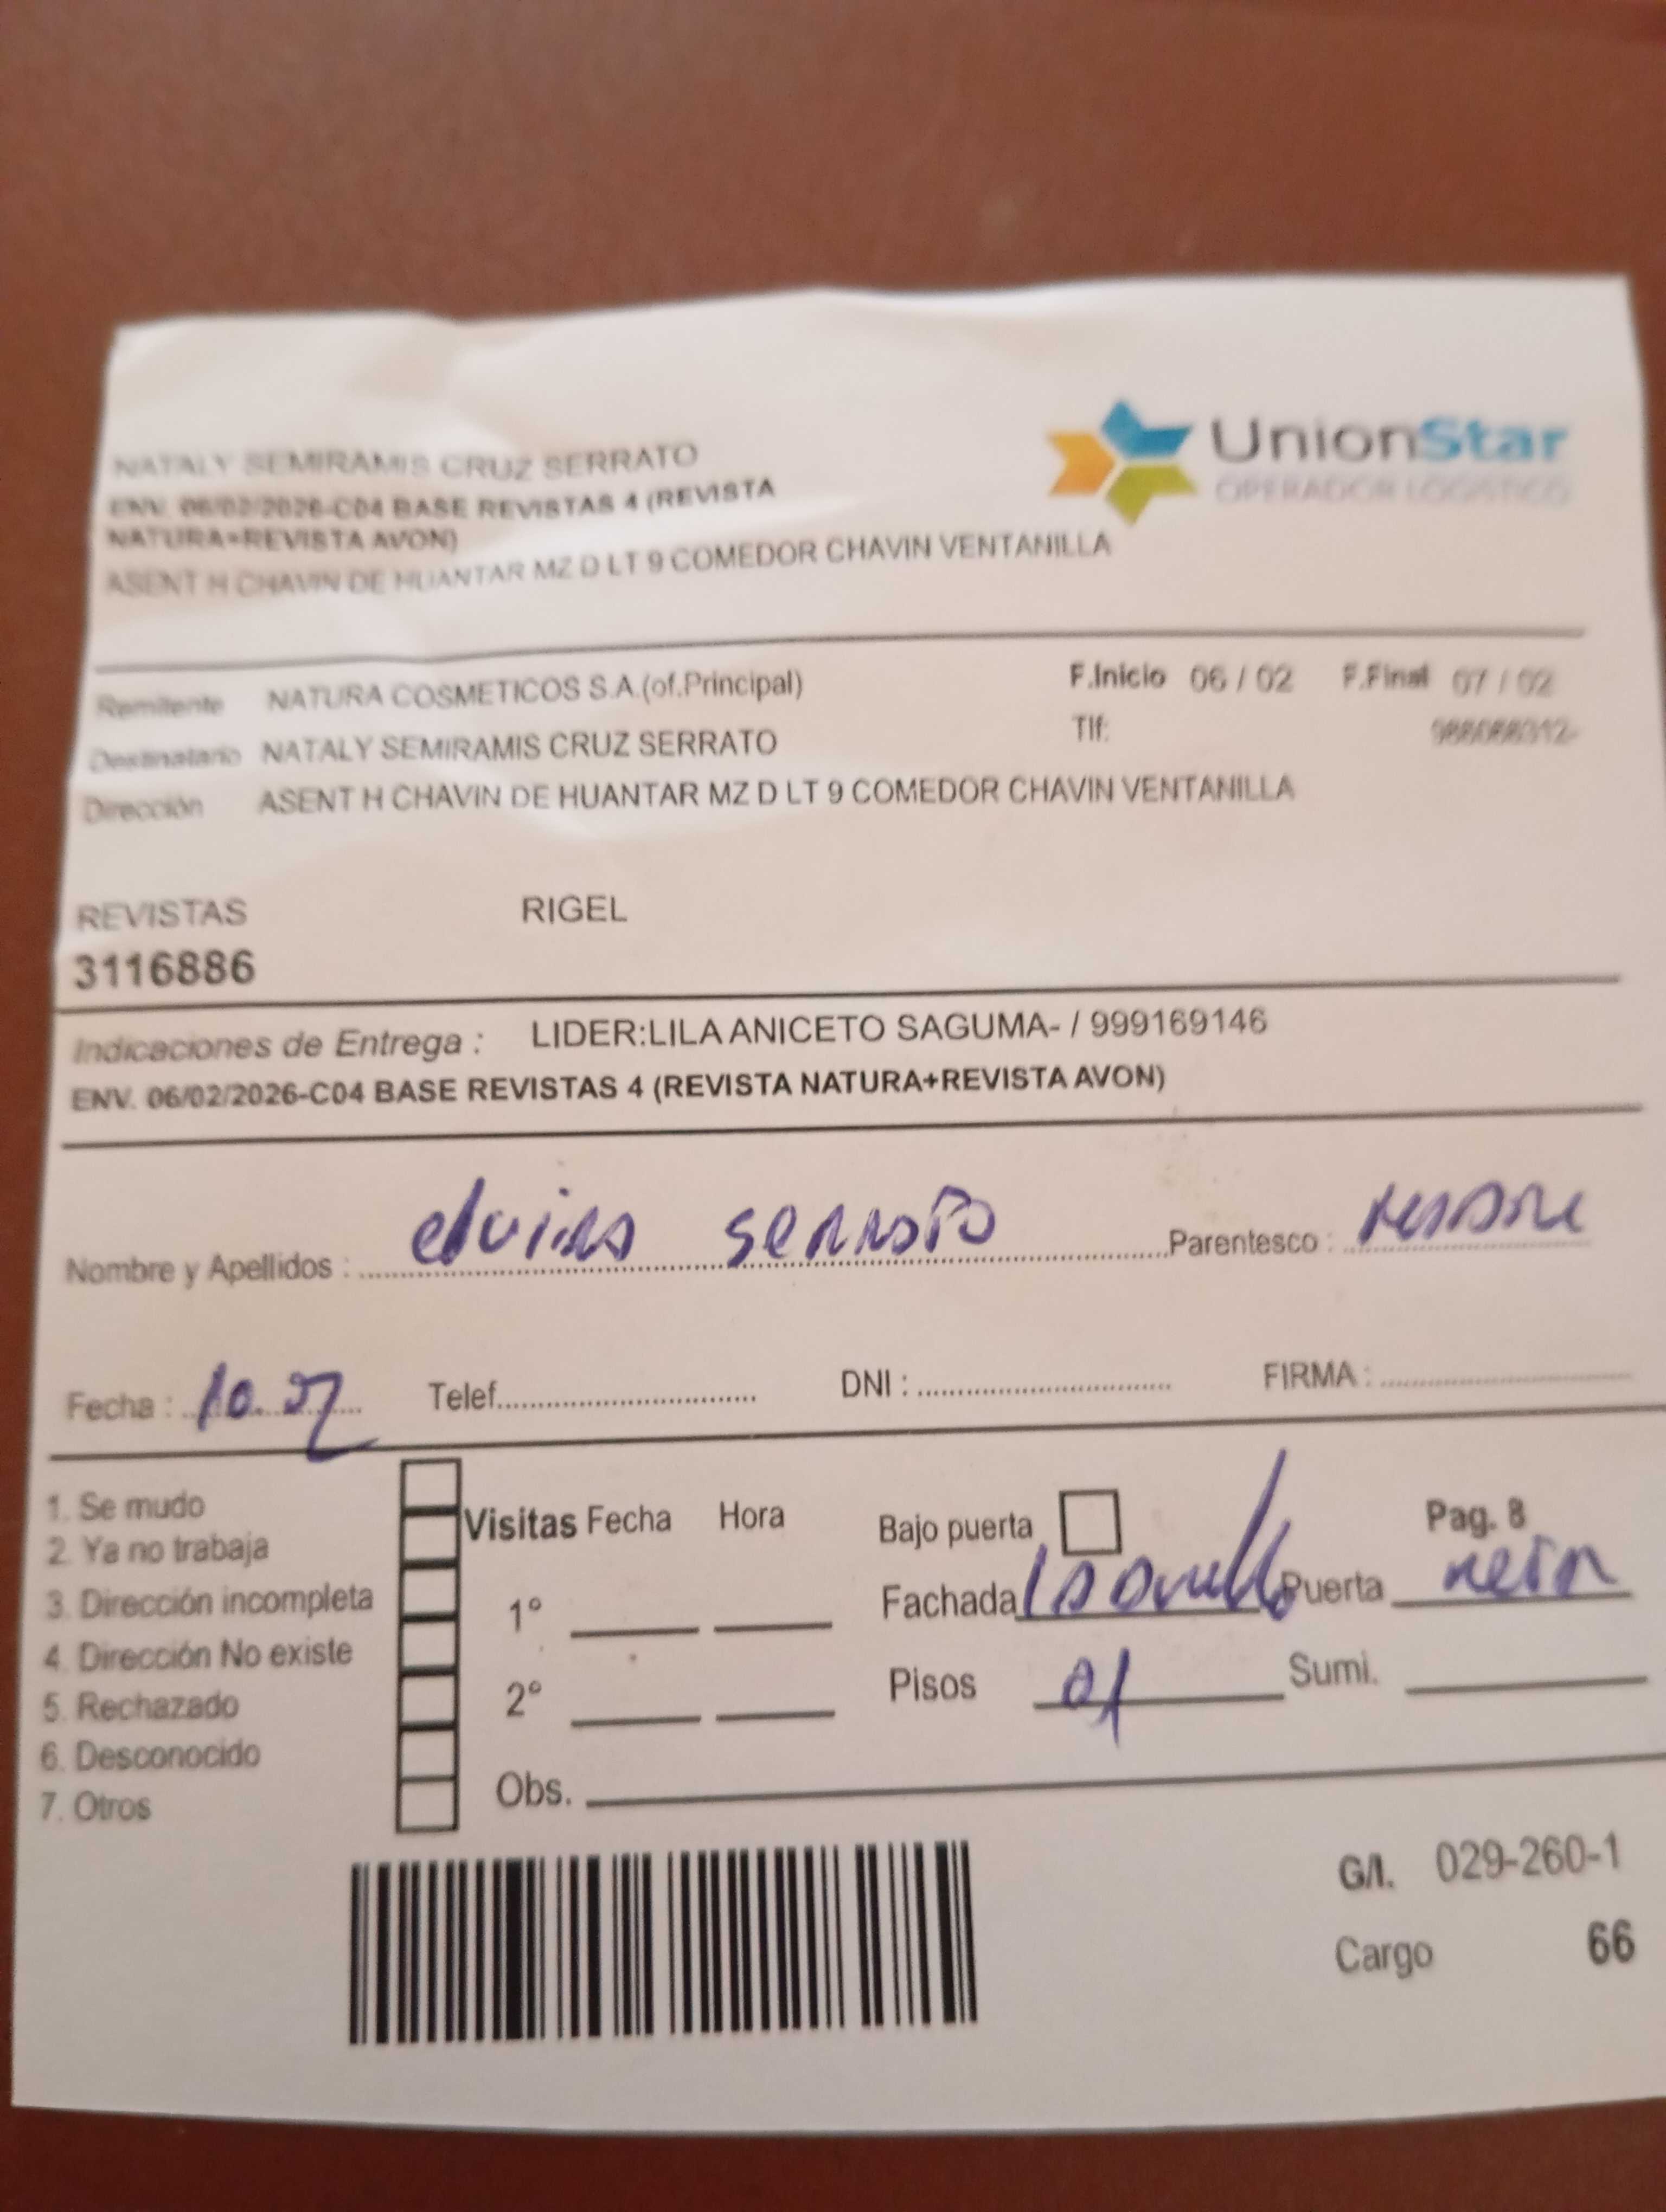 NATALY SEMIRAMIS CRUZ SERRATO
ENV. 06/02/2026-C04 BASE REVISTAS 4 (REVISTA
NATURA+REVISTA AVON)
ASENT H CHAVIN DE HUANTAR MZ D LT 9 COMEDOR CHAVIN VENTANILLA
UnionStar
OPERADOR LOGISTICO
Remitente NATURA COSMETICOS S.A.(of.Principal) F.Inicio 06 / 02 F.Final 07 / 02
Destinatario NATALY SEMIRAMIS CRUZ SERRATO Tlf:
Dirección ASENT H CHAVIN DE HUANTAR MZ D LT 9 COMEDOR CHAVIN VENTANILLA
REVISTAS RIGEL
3116886
Indicaciones de Entrega : LIDER:LILA ANICETO SAGUMA- / 999169146
ENV. 06/02/2026-C04 BASE REVISTAS 4 (REVISTA NATURA+REVISTA AVON)
Nombre y Apellidos : elvira serrato Parentesco :
Fecha : 10.02 Telef. DNI : FIRMA :
1. Se mudo
2. Ya no trabaja
3. Dirección incompleta
4. Dirección No existe
5. Rechazado
6. Desconocido
7. Otros
Visitas Fecha Hora
1°
2°
Obs.
Bajo puerta Pag. 8
Fachada Ladrillo Puerta
Pisos 01 Sumi.
G/I. 029-260-1
Cargo 66